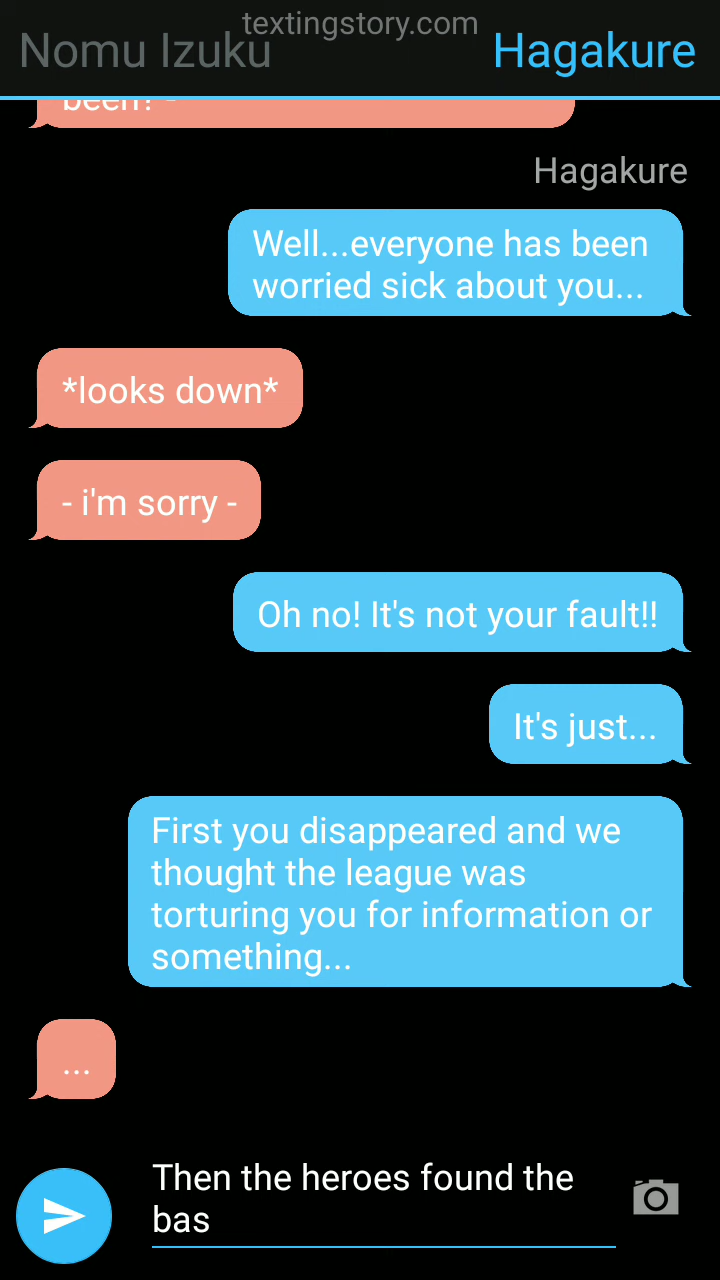 textingstory.com
Nomu Izuku
Hagakure
been? -
Hagakure
Well...everyone has been
worried sick about you...
*looks down*
- i'm sorry -
Oh no! It's not your fault!!
It's just...
First you disappeared and we
thought the league was
torturing you for information or
something...
...
Then the heroes found the
bas